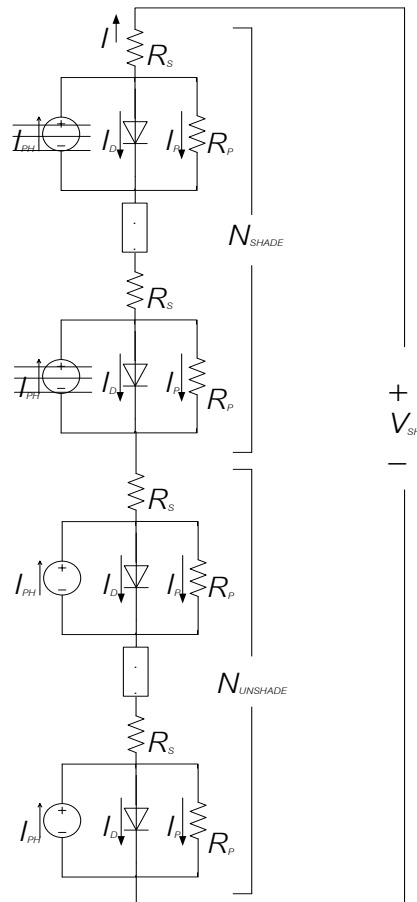 I
R_S
+
−
I_PH
I_D
I_P
R_P
N_SHADE
R_S
+
−
I_PH
I_D
I_P
R_P
+
V_SH
−
R_S
+
−
I_PH
I_D
I_P
R_P
N_UNSHADE
R_S
+
−
I_PH
I_D
I_P
R_P